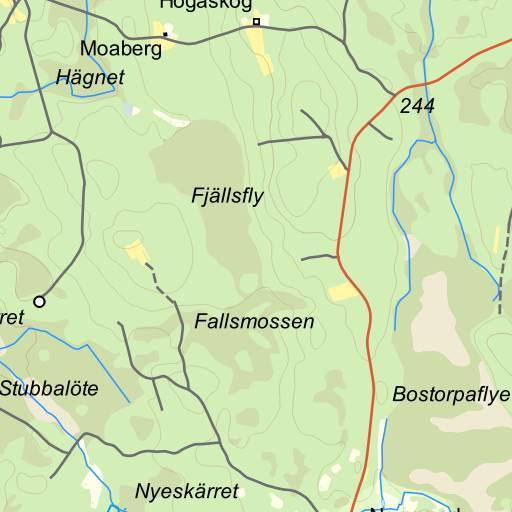 Högaskog
Moaberg
Hägnet
244
Fjällsfly
Fallsmossen
Stubbalöte
Bostorpaflye
Nyeskärret